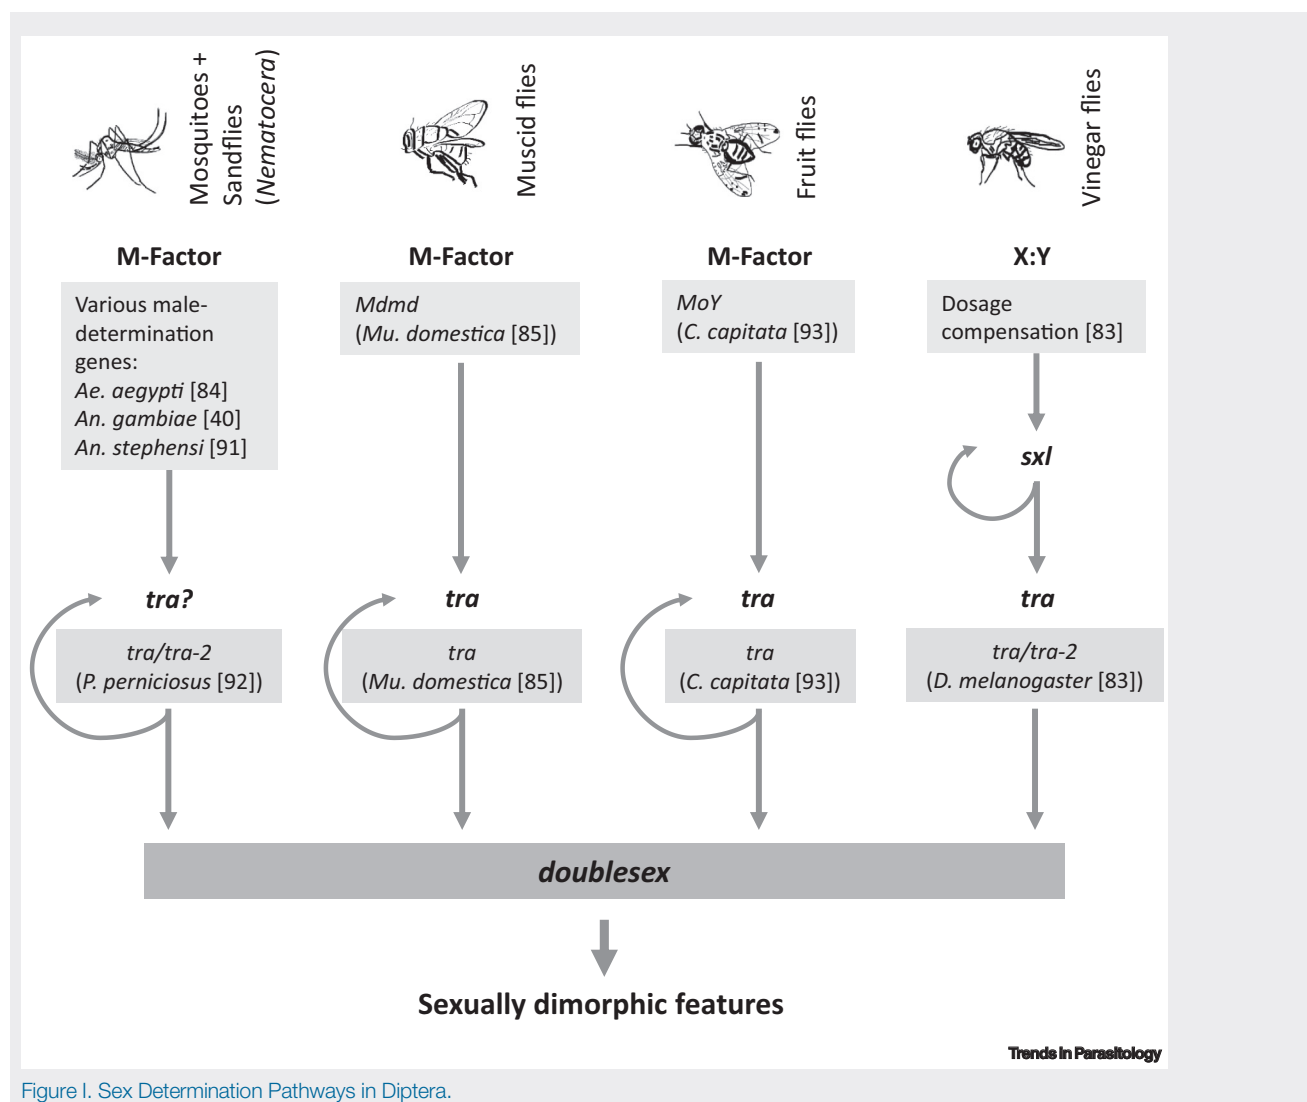 Mosquitoes +
Sandflies
(Nematocera)
Muscid flies
Fruit flies
Vinegar flies
M-Factor
M-Factor
M-Factor
X:Y
Various male-
determination
genes:
Ae. aegypti [84]
An. gambiae [40]
An. stephensi [91]
Mdmd
(Mu. domestica [85])
MoY
(C. capitata [93])
Dosage
compensation [83]
sxl
tra?
tra
tra
tra
tra/tra-2
(P. perniciosus [92])
tra
(Mu. domestica [85])
tra
(C. capitata [93])
tra/tra-2
(D. melanogaster [83])
doublesex
Sexually dimorphic features
Trends in Parasitology
Figure I. Sex Determination Pathways in Diptera.